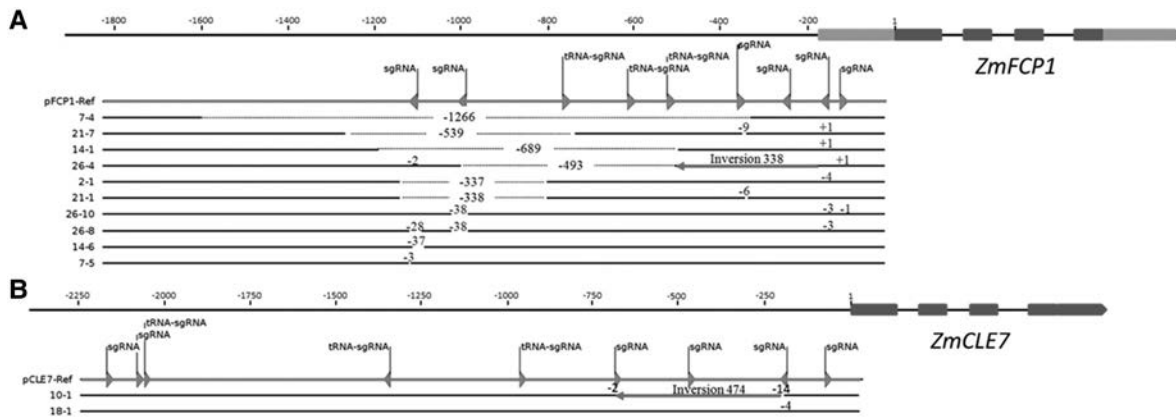 A
-1800 -1600 -1400 -1200 -1000 -800 -600 -400 -200 1
ZmFCP1
sgRNA sgRNA tRNA-sgRNA tRNA-sgRNA tRNA-sgRNA sgRNA sgRNA sgRNA sgRNA
pFCP1-Ref
7-4 -1266
21-7 -539 -9 +1
14-1 -689 +1
26-4 -2 -493 Inversion 338 +1
2-1 -337 -4
21-1 -338 -6
26-10 -38 -3 -1
26-8 -28 -38 -3
14-6 -37
7-5 -3
B
-2250 -2000 -1750 -1500 -1250 -1000 -750 -500 -250 1
ZmCLE7
tRNA-sgRNA
sgRNA sgRNA tRNA-sgRNA tRNA-sgRNA sgRNA sgRNA sgRNA sgRNA
pCLE7-Ref
10-1 -2 Inversion 474 -14
18-1 -4